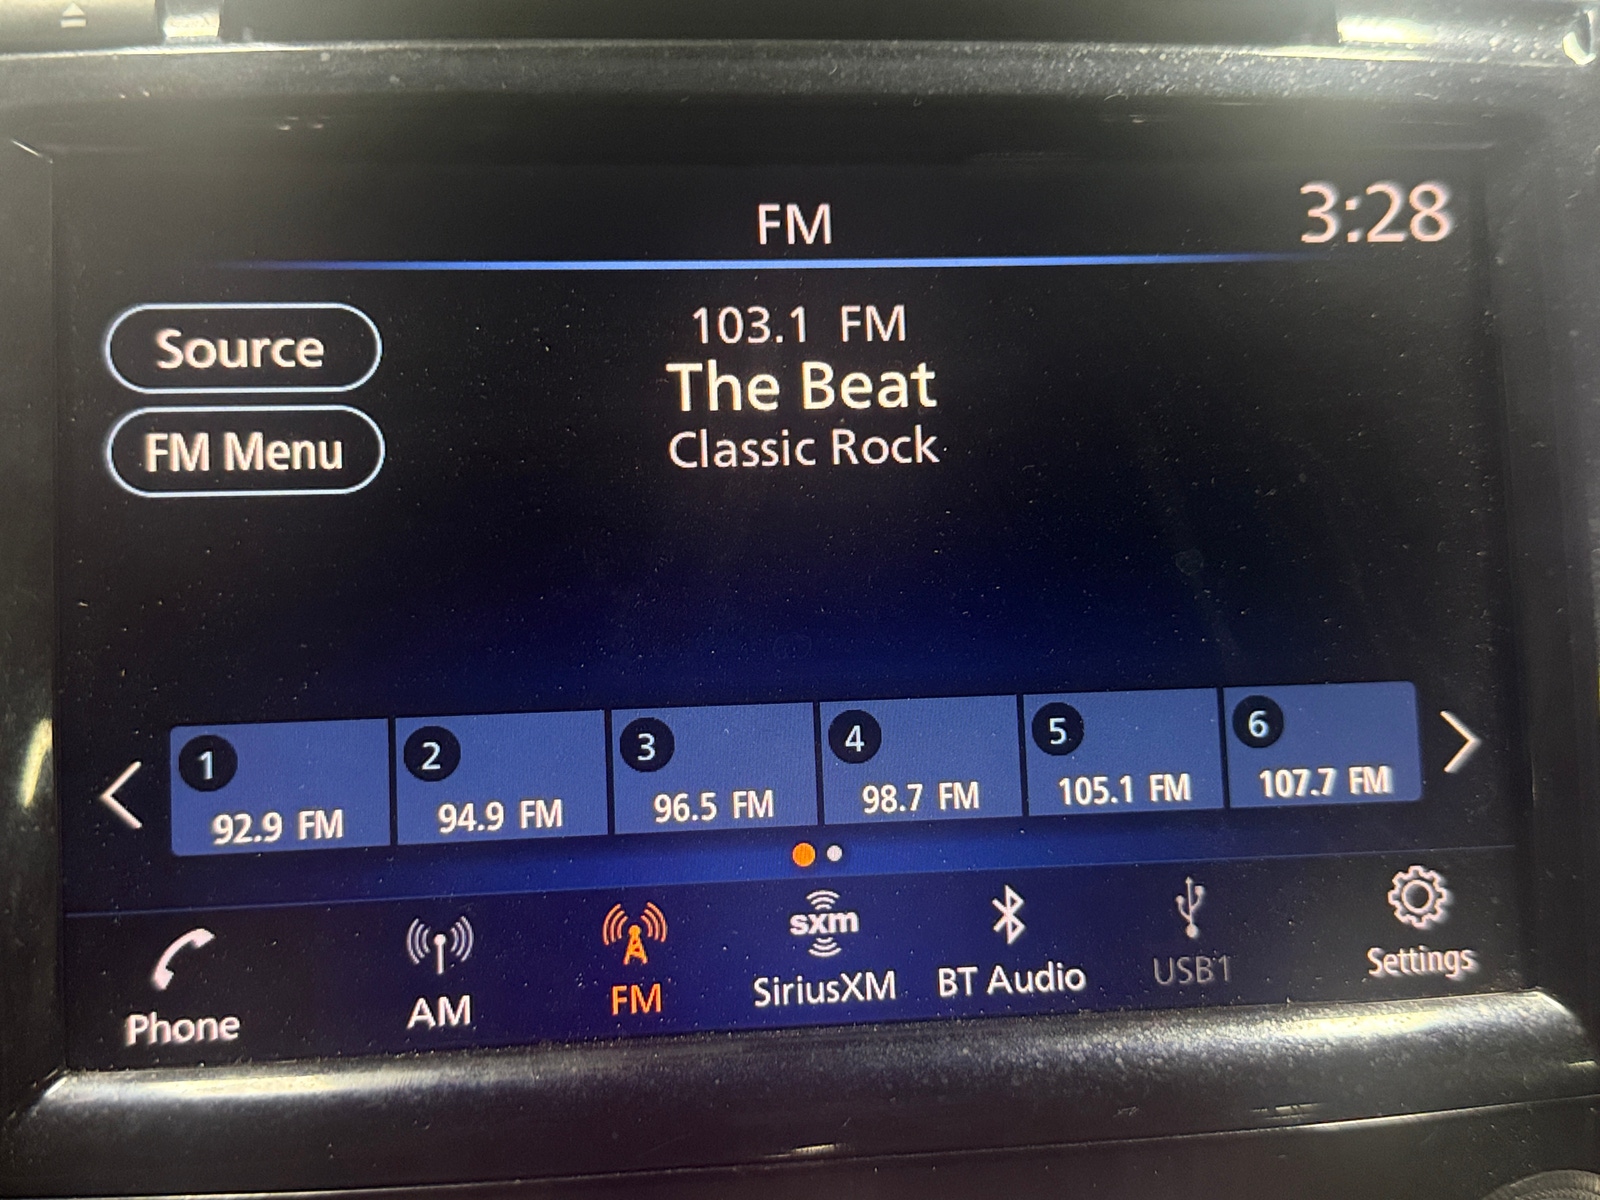 FM
3:28
Source
FM Menu
103.1 FM
The Beat
Classic Rock
1
92.9 FM
2
94.9 FM
3
96.5 FM
4
98.7 FM
5
105.1 FM
6
107.7 FM
Phone
AM
FM
sxm
SiriusXM
BT Audio
USB1
Settings